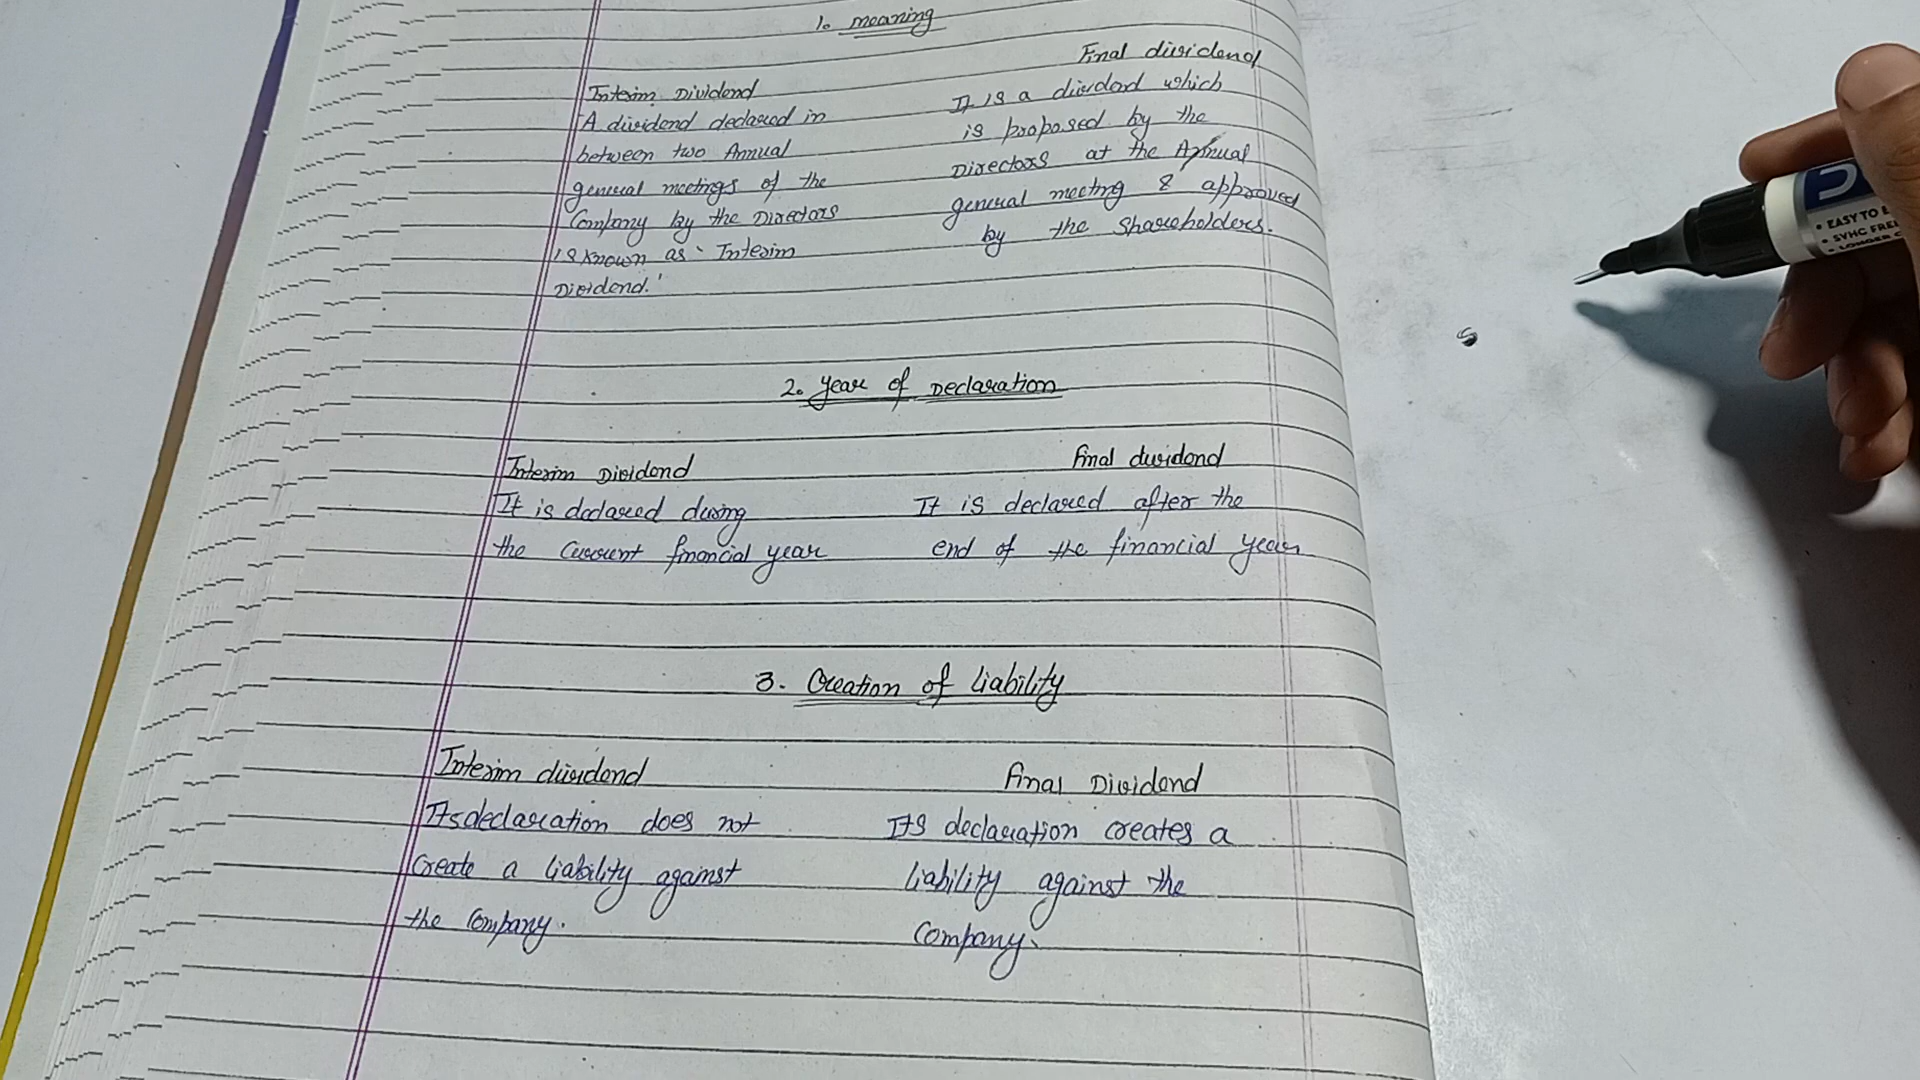 1. meaning
Interim Dividend
A dividend declared in
between two Annual
general meetings of the
Company by the Directors
is known as 'Interim
Dividend.'
Final dividend
It is a dividend which
is proposed by the
Directors at the Annual
general meeting & approved
by the Shareholders.
2. Year of Declaration
Interim Dividend
It is declared during
the Current financial year
Final dividend
It is declared after the
end of the financial year
3. Creation of liability
Interim dividend
Its declaration does not
Create a liability against
the Company.
Final Dividend
Its declaration creates a
liability against the
Company.
U
• EASY TO